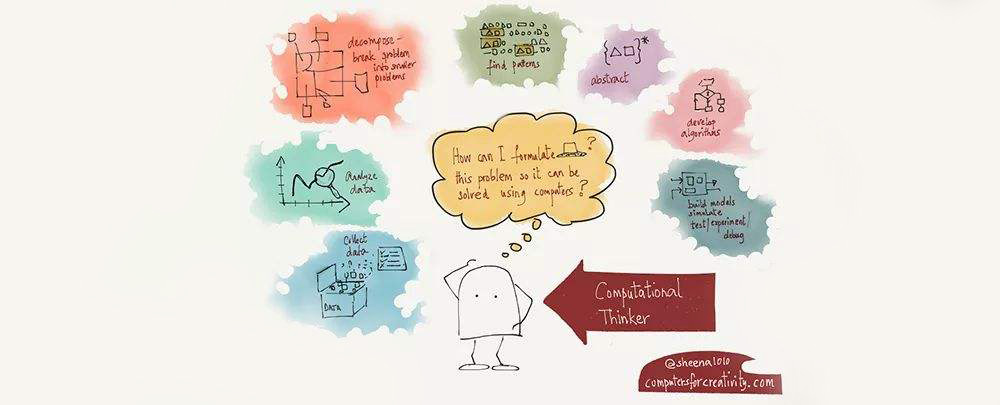 decompose-
break problem
into smaller
problems
find patterns
{△□}*
abstract
develop
algorithms
Analyze
data
How can I formulate ?
this problem so it can be
solved using computers?
build models
simulate
test/experiment/
debug
Collect
data
DATA
Computational
Thinker
@sheena1010
computersforcreativity.com